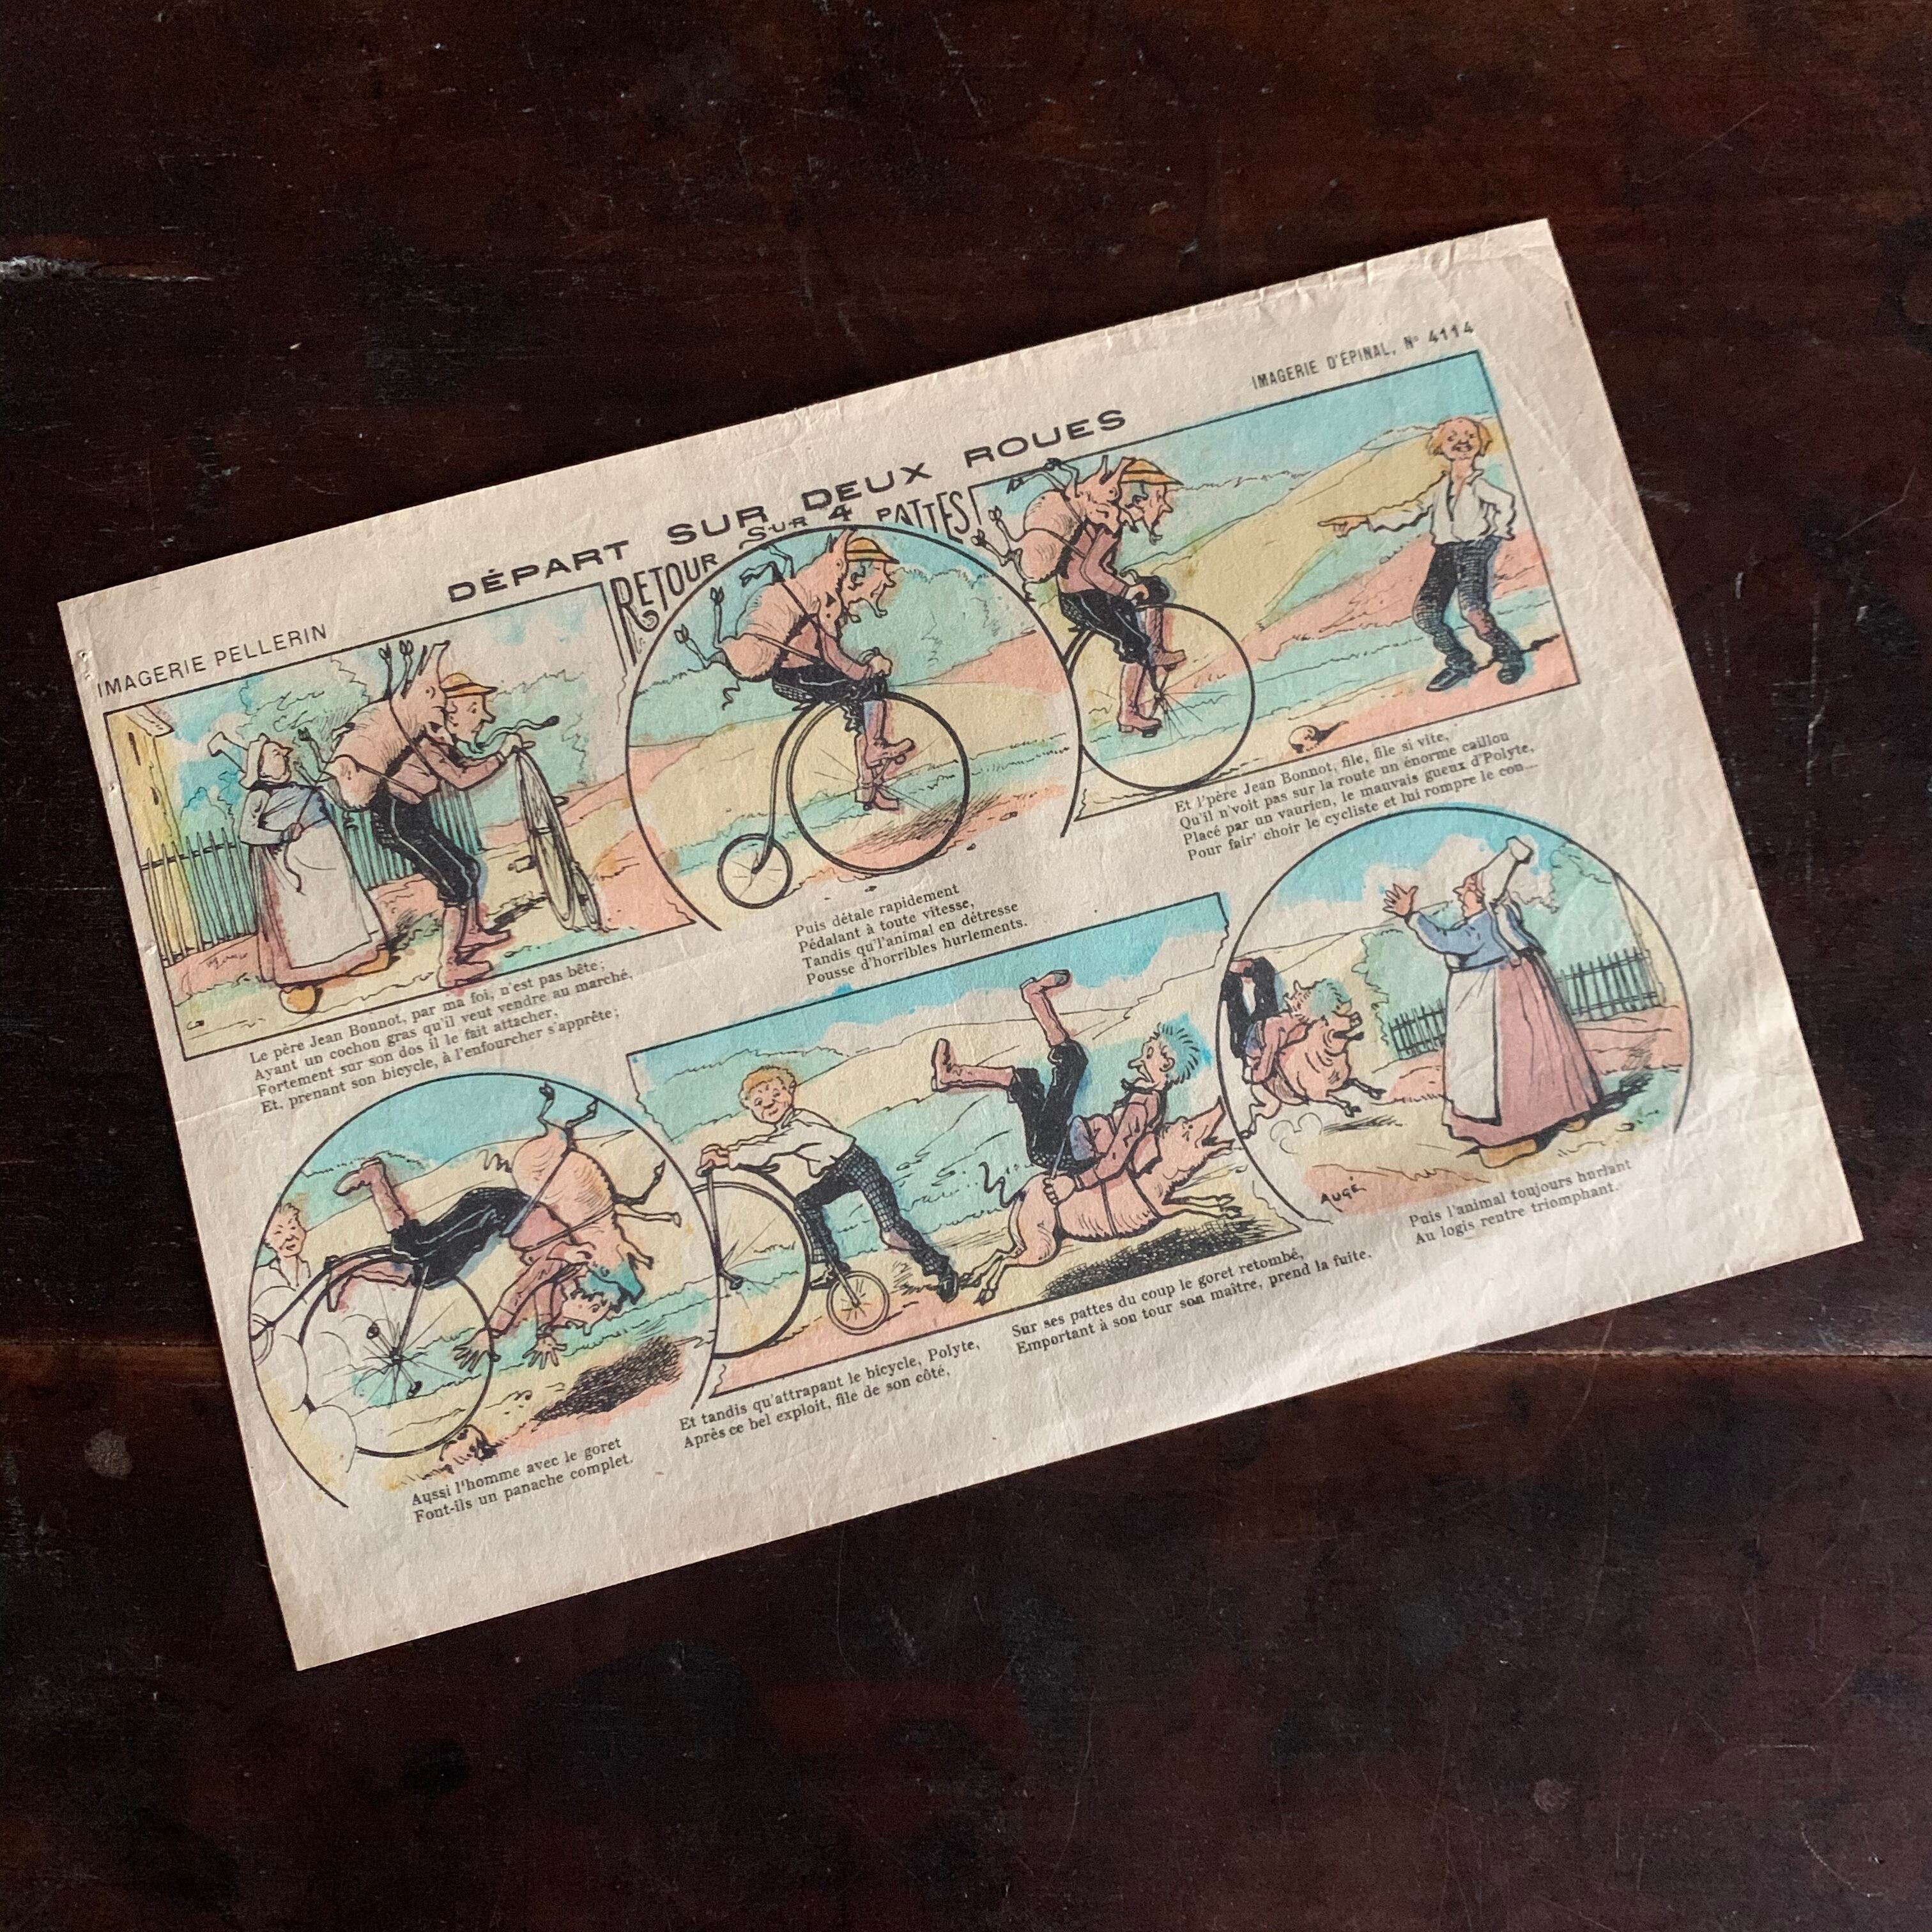 IMAGERIE PELLERIN
IMAGERIE D'ÉPINAL, Nº 4114
DÉPART SUR DEUX ROUES
RETOUR SUR 4 PATTES!
Le père Jean Bonnot, par ma foi, n'est pas bête;
Ayant un cochon gras qu'il veut vendre au marché,
Fortement sur son dos il le fait attacher,
Et, prenant son bicycle, à l'enfourcher s'apprête;
Puis détale rapidement
Pédalant à toute vitesse,
Tandis qu'l'animal en détresse
Pousse d'horribles hurlements.
Et l'père Jean Bonnot, file, file si vite,
Qu'il n'voit pas sur la route un énorme caillou
Placé par un vaurien, le mauvais gueux d'Polyte,
Pour fair' choir le cycliste et lui rompre le cou...
Aussi l'homme avec le goret
Font-ils un panache complet.
Et tandis qu'attrapant le bicycle, Polyte,
Après ce bel exploit, file de son côté,
Sur ses pattes du coup le goret retombé,
Emportant à son tour son maître, prend la fuite.
AUGÉ
Puis l'animal toujours hurlant
Au logis rentre triomphant.